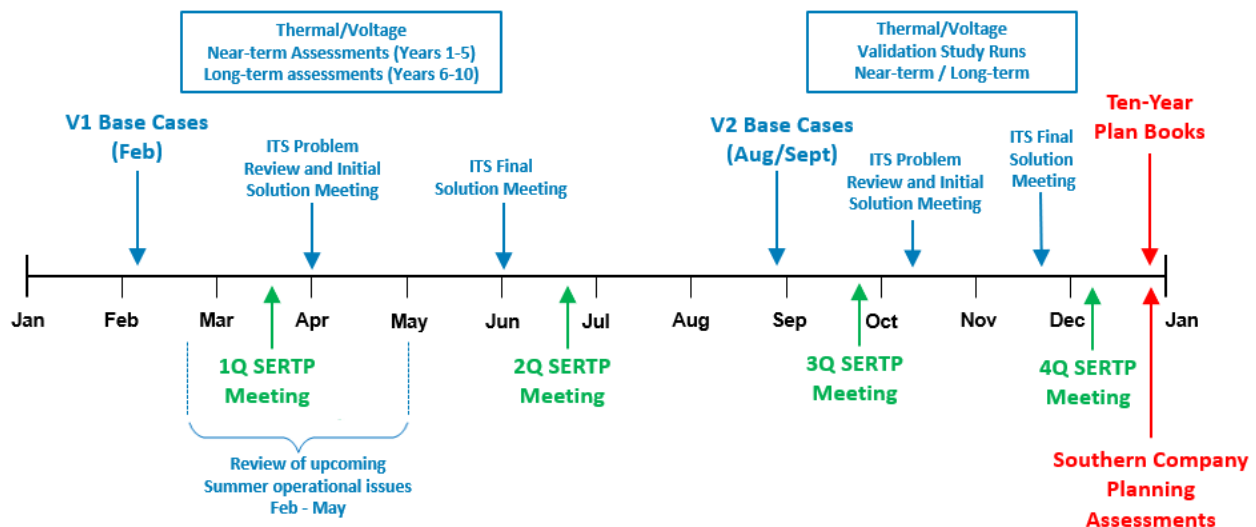 Thermal/Voltage
Near-term Assessments (Years 1-5)
Long-term assessments (Years 6-10)
Thermal/Voltage
Validation Study Runs
Near-term / Long-term
V1 Base Cases
(Feb)
ITS Problem
Review and Initial
Solution Meeting
ITS Final
Solution Meeting
V2 Base Cases
(Aug/Sept)
ITS Problem
Review and Initial
Solution Meeting
ITS Final
Solution
Meeting
Ten-Year
Plan Books
Jan
Feb
Mar
Apr
May
Jun
Jul
Aug
Sep
Oct
Nov
Dec
Jan
1Q SERTP
Meeting
2Q SERTP
Meeting
3Q SERTP
Meeting
4Q SERTP
Meeting
Review of upcoming
Summer operational issues
Feb - May
Southern Company
Planning
Assessments